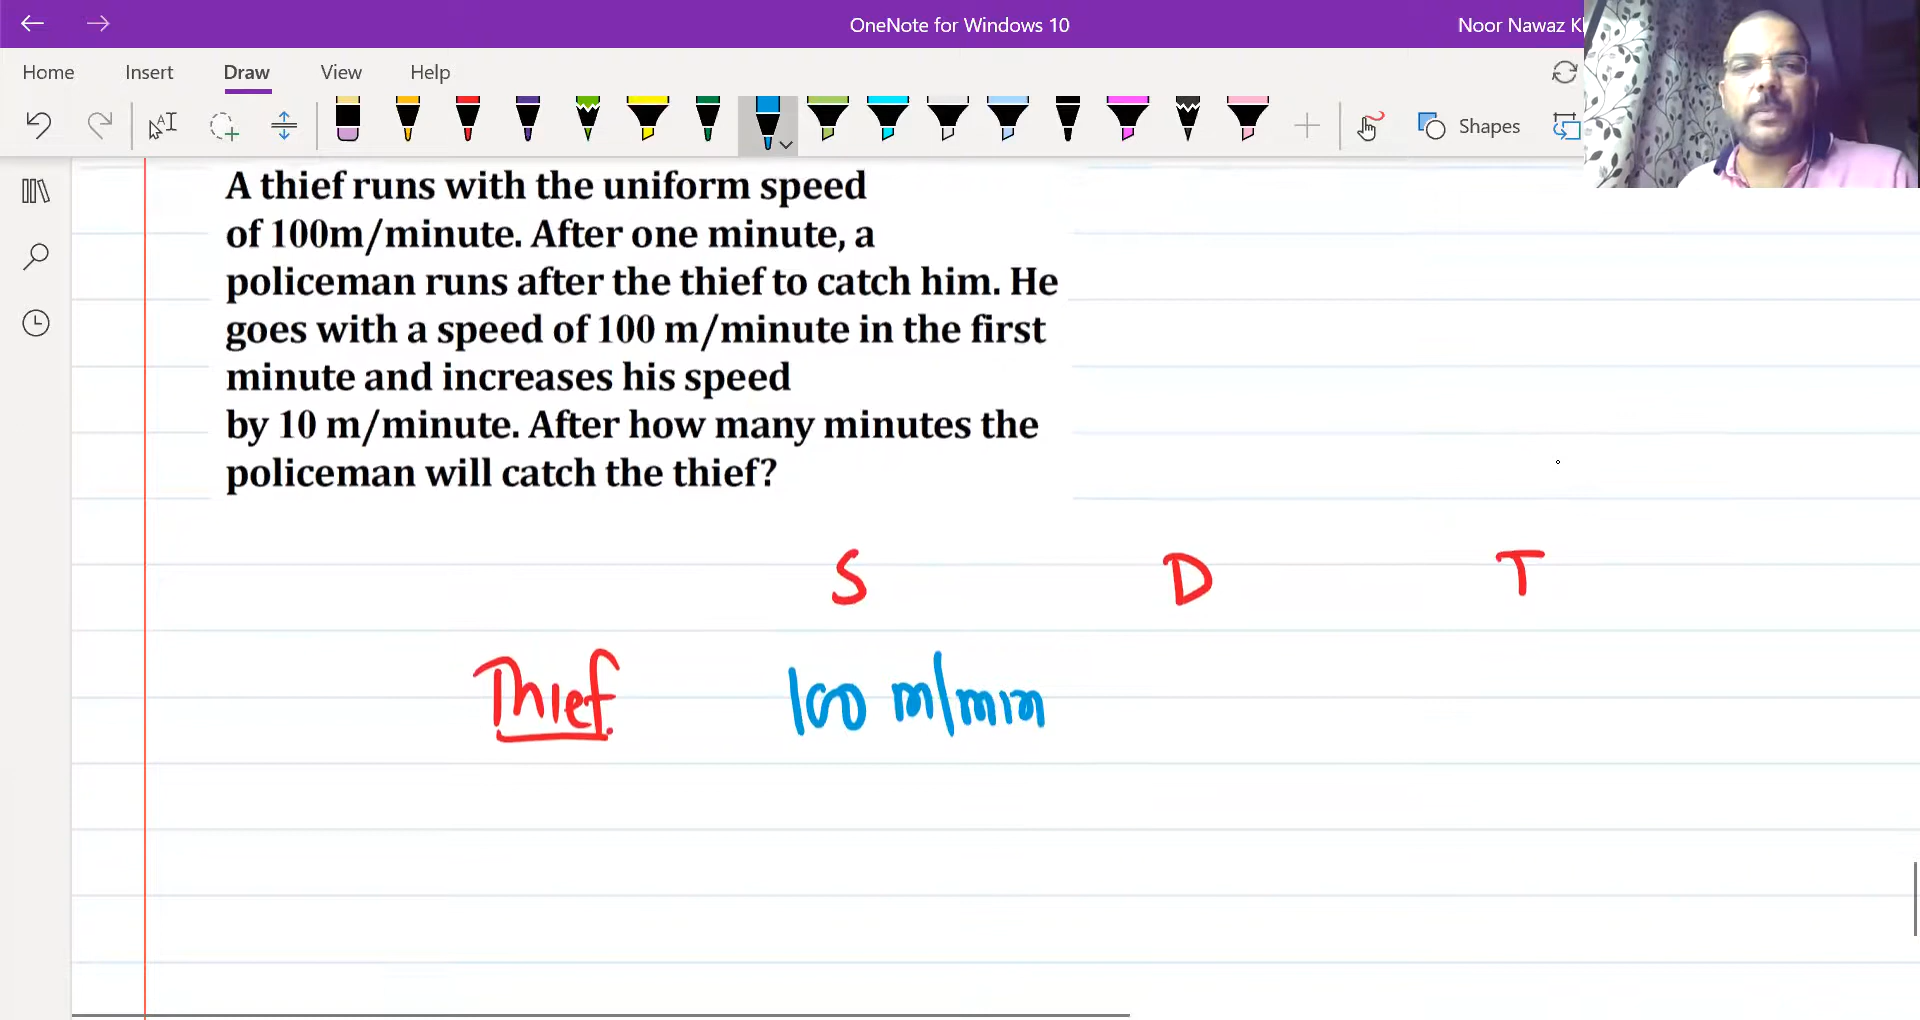 OneNote for Windows 10
Noor Nawaz
Home Insert Draw View Help
Shapes
A thief runs with the uniform speed
of 100m/minute. After one minute, a
policeman runs after the thief to catch him. He
goes with a speed of 100 m/minute in the first
minute and increases his speed
by 10 m/minute. After how many minutes the
policeman will catch the thief?
S D T
Thief 100 m/min